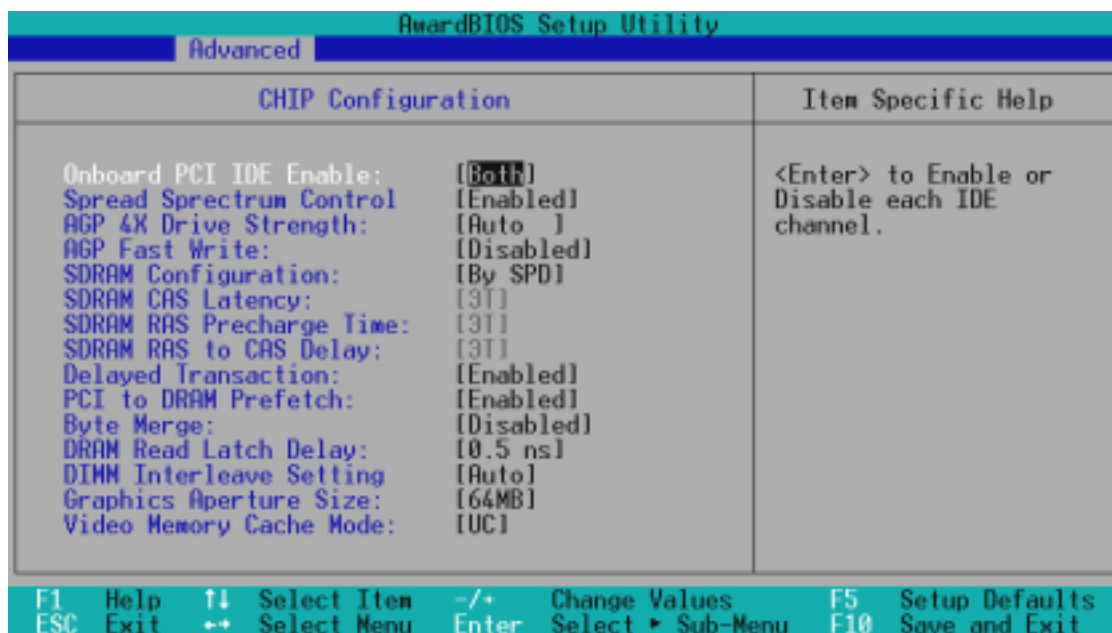 AwardBIOS Setup Utility
Advanced
CHIP Configuration
Item Specific Help
Onboard PCI IDE Enable: [Both]
Spread Sprectrum Control [Enabled]
AGP 4X Drive Strength: [Auto ]
AGP Fast Write: [Disabled]
SDRAM Configuration: [By SPD]
SDRAM CAS Latency: [3T]
SDRAM RAS Precharge Time: [3T]
SDRAM RAS to CAS Delay: [3T]
Delayed Transaction: [Enabled]
PCI to DRAM Prefetch: [Enabled]
Byte Merge: [Disabled]
DRAM Read Latch Delay: [0.5 ns]
DIMM Interleave Setting [Auto]
Graphics Aperture Size: [64MB]
Video Memory Cache Mode: [UC]
<Enter> to Enable or
Disable each IDE
channel.
F1 Help ↑↓ Select Item -/+ Change Values F5 Setup Defaults
ESC Exit ←→ Select Menu Enter Select ► Sub-Menu F10 Save and Exit